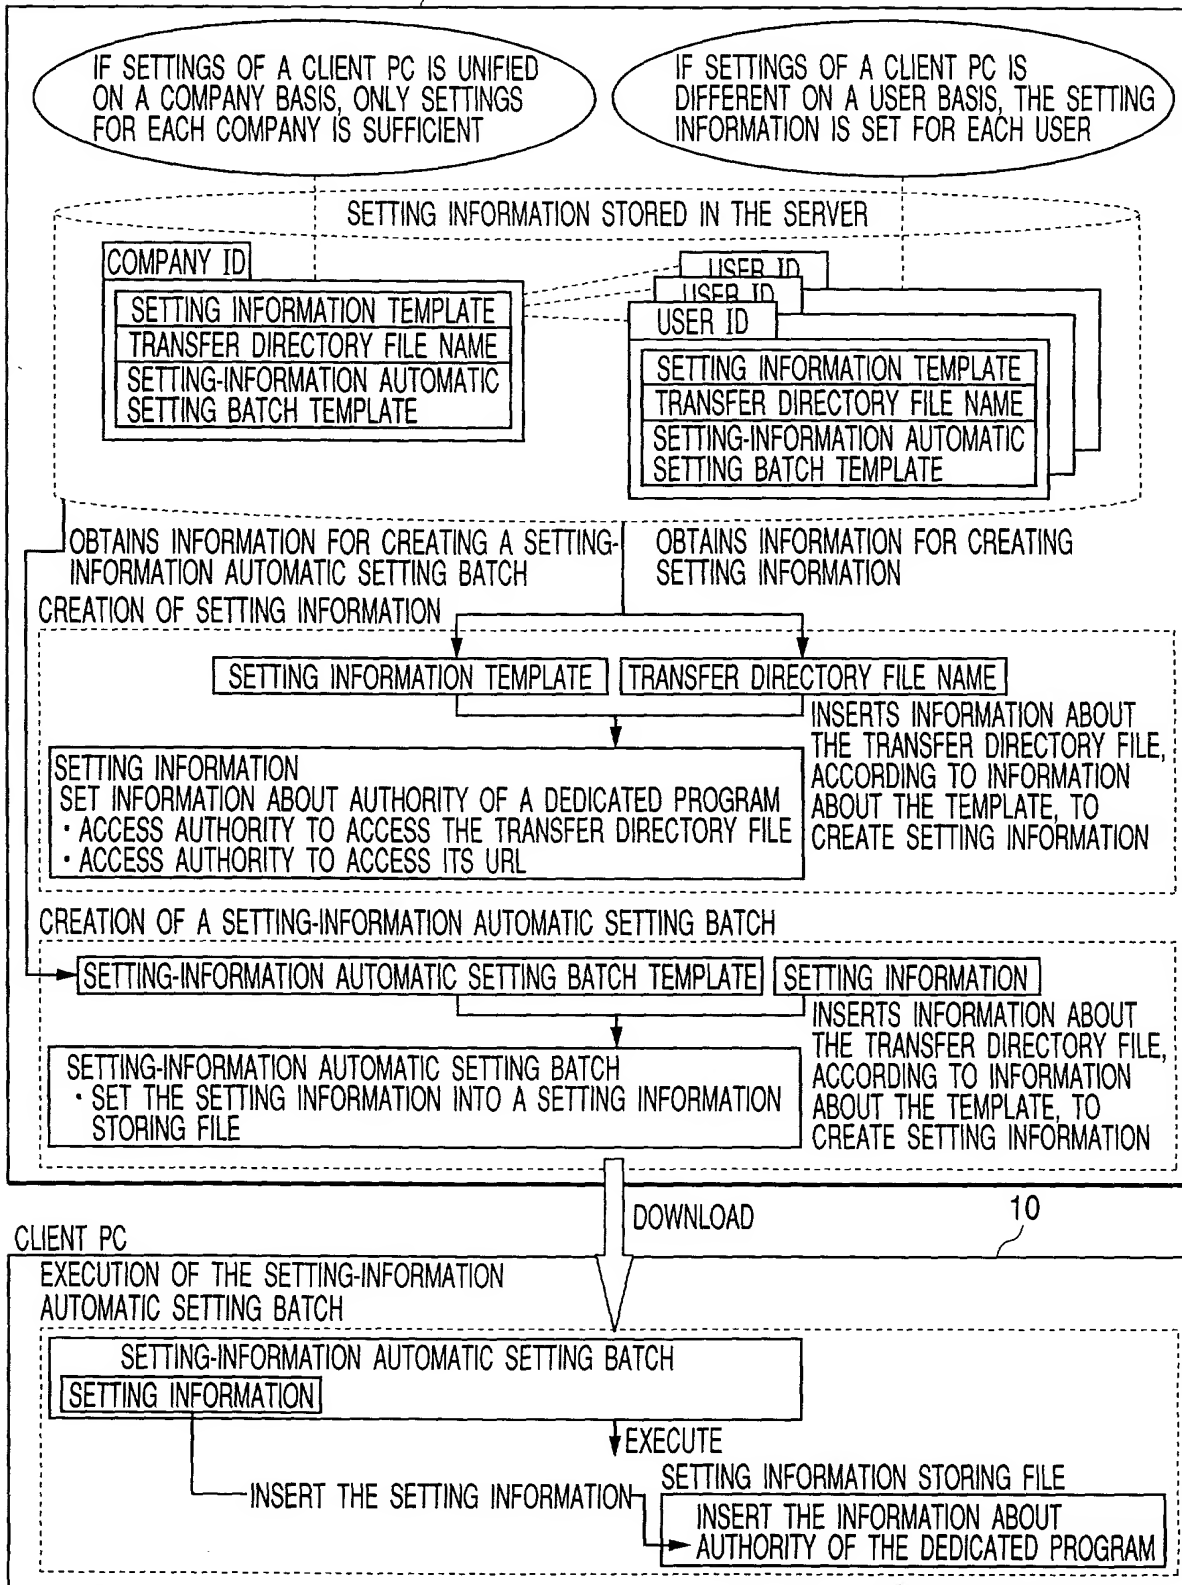 IF SETTINGS OF A CLIENT PC IS UNIFIED
ON A COMPANY BASIS, ONLY SETTINGS
FOR EACH COMPANY IS SUFFICIENT
IF SETTINGS OF A CLIENT PC IS
DIFFERENT ON A USER BASIS, THE SETTING
INFORMATION IS SET FOR EACH USER
SETTING INFORMATION STORED IN THE SERVER
COMPANY ID
SETTING INFORMATION TEMPLATE
TRANSFER DIRECTORY FILE NAME
SETTING-INFORMATION AUTOMATIC
SETTING BATCH TEMPLATE
USER ID
USER ID
USER ID
SETTING INFORMATION TEMPLATE
TRANSFER DIRECTORY FILE NAME
SETTING-INFORMATION AUTOMATIC
SETTING BATCH TEMPLATE
OBTAINS INFORMATION FOR CREATING A SETTING-
INFORMATION AUTOMATIC SETTING BATCH
OBTAINS INFORMATION FOR CREATING
SETTING INFORMATION
CREATION OF SETTING INFORMATION
SETTING INFORMATION TEMPLATE
TRANSFER DIRECTORY FILE NAME
INSERTS INFORMATION ABOUT
THE TRANSFER DIRECTORY FILE,
ACCORDING TO INFORMATION
ABOUT THE TEMPLATE, TO
CREATE SETTING INFORMATION
SETTING INFORMATION
SET INFORMATION ABOUT AUTHORITY OF A DEDICATED PROGRAM
・ACCESS AUTHORITY TO ACCESS THE TRANSFER DIRECTORY FILE
・ACCESS AUTHORITY TO ACCESS ITS URL
CREATION OF A SETTING-INFORMATION AUTOMATIC SETTING BATCH
SETTING-INFORMATION AUTOMATIC SETTING BATCH TEMPLATE
SETTING INFORMATION
INSERTS INFORMATION ABOUT
THE TRANSFER DIRECTORY FILE,
ACCORDING TO INFORMATION
ABOUT THE TEMPLATE, TO
CREATE SETTING INFORMATION
SETTING-INFORMATION AUTOMATIC SETTING BATCH
・SET THE SETTING INFORMATION INTO A SETTING INFORMATION
STORING FILE
DOWNLOAD
10
CLIENT PC
EXECUTION OF THE SETTING-INFORMATION
AUTOMATIC SETTING BATCH
SETTING-INFORMATION AUTOMATIC SETTING BATCH
SETTING INFORMATION
EXECUTE
SETTING INFORMATION STORING FILE
INSERT THE SETTING INFORMATION
INSERT THE INFORMATION ABOUT
AUTHORITY OF THE DEDICATED PROGRAM